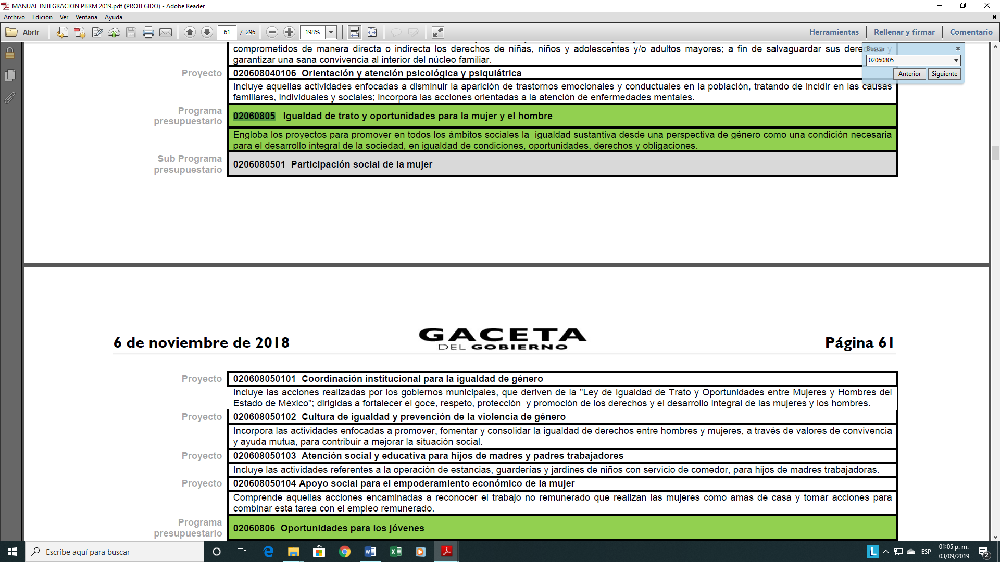 MANUAL INTEGRACION PBRM 2019.pdf (PROTEGIDO) - Adobe Reader
Archivo Edición Ver Ventana Ayuda
Abrir 61 / 296 198% Herramientas Rellenar y firmar Comentario
comprometidos de manera directa o indirecta los derechos de niñas, niños y adolescentes y/o adultos mayores; a fin de salvaguardar sus
garantizar una sana convivencia al interior del núcleo familiar.
Buscar
02060805
Anterior Siguiente
Proyecto 020608040106 Orientación y atención psicológica y psiquiátrica
Incluye aquellas actividades enfocadas a disminuir la aparición de trastornos emocionales y conductuales en la población, tratando de incidir en las causas
familiares, individuales y sociales; incorpora las acciones orientadas a la atención de enfermedades mentales.
Programa
presupuestario
02060805 Igualdad de trato y oportunidades para la mujer y el hombre
Engloba los proyectos para promover en todos los ámbitos sociales la igualdad sustantiva desde una perspectiva de género como una condición necesaria
para el desarrollo integral de la sociedad, en igualdad de condiciones, oportunidades, derechos y obligaciones.
Sub Programa
presupuestario
0206080501 Participación social de la mujer
6 de noviembre de 2018
GACETA
DEL GOBIERNO
Página 61
Proyecto 020608050101 Coordinación institucional para la igualdad de género
Incluye las acciones realizadas por los gobiernos municipales, que deriven de la "Ley de Igualdad de Trato y Oportunidades entre Mujeres y Hombres del
Estado de México"; dirigidas a fortalecer el goce, respeto, protección y promoción de los derechos y el desarrollo integral de las mujeres y los hombres.
Proyecto 020608050102 Cultura de igualdad y prevención de la violencia de género
Incorpora las actividades enfocadas a promover, fomentar y consolidar la igualdad de derechos entre hombres y mujeres, a través de valores de convivencia
y ayuda mutua, para contribuir a mejorar la situación social.
Proyecto 020608050103 Atención social y educativa para hijos de madres y padres trabajadores
Incluye las actividades referentes a la operación de estancias, guarderías y jardines de niños con servicio de comedor, para hijos de madres trabajadoras.
Proyecto 020608050104 Apoyo social para el empoderamiento económico de la mujer
Comprende aquellas acciones encaminadas a reconocer el trabajo no remunerado que realizan las mujeres como amas de casa y tomar acciones para
combinar esta tarea con el empleo remunerado.
Programa
presupuestario
02060806 Oportunidades para los jóvenes
Escribe aquí para buscar
ESP
01:05 p. m.
03/09/2019
2